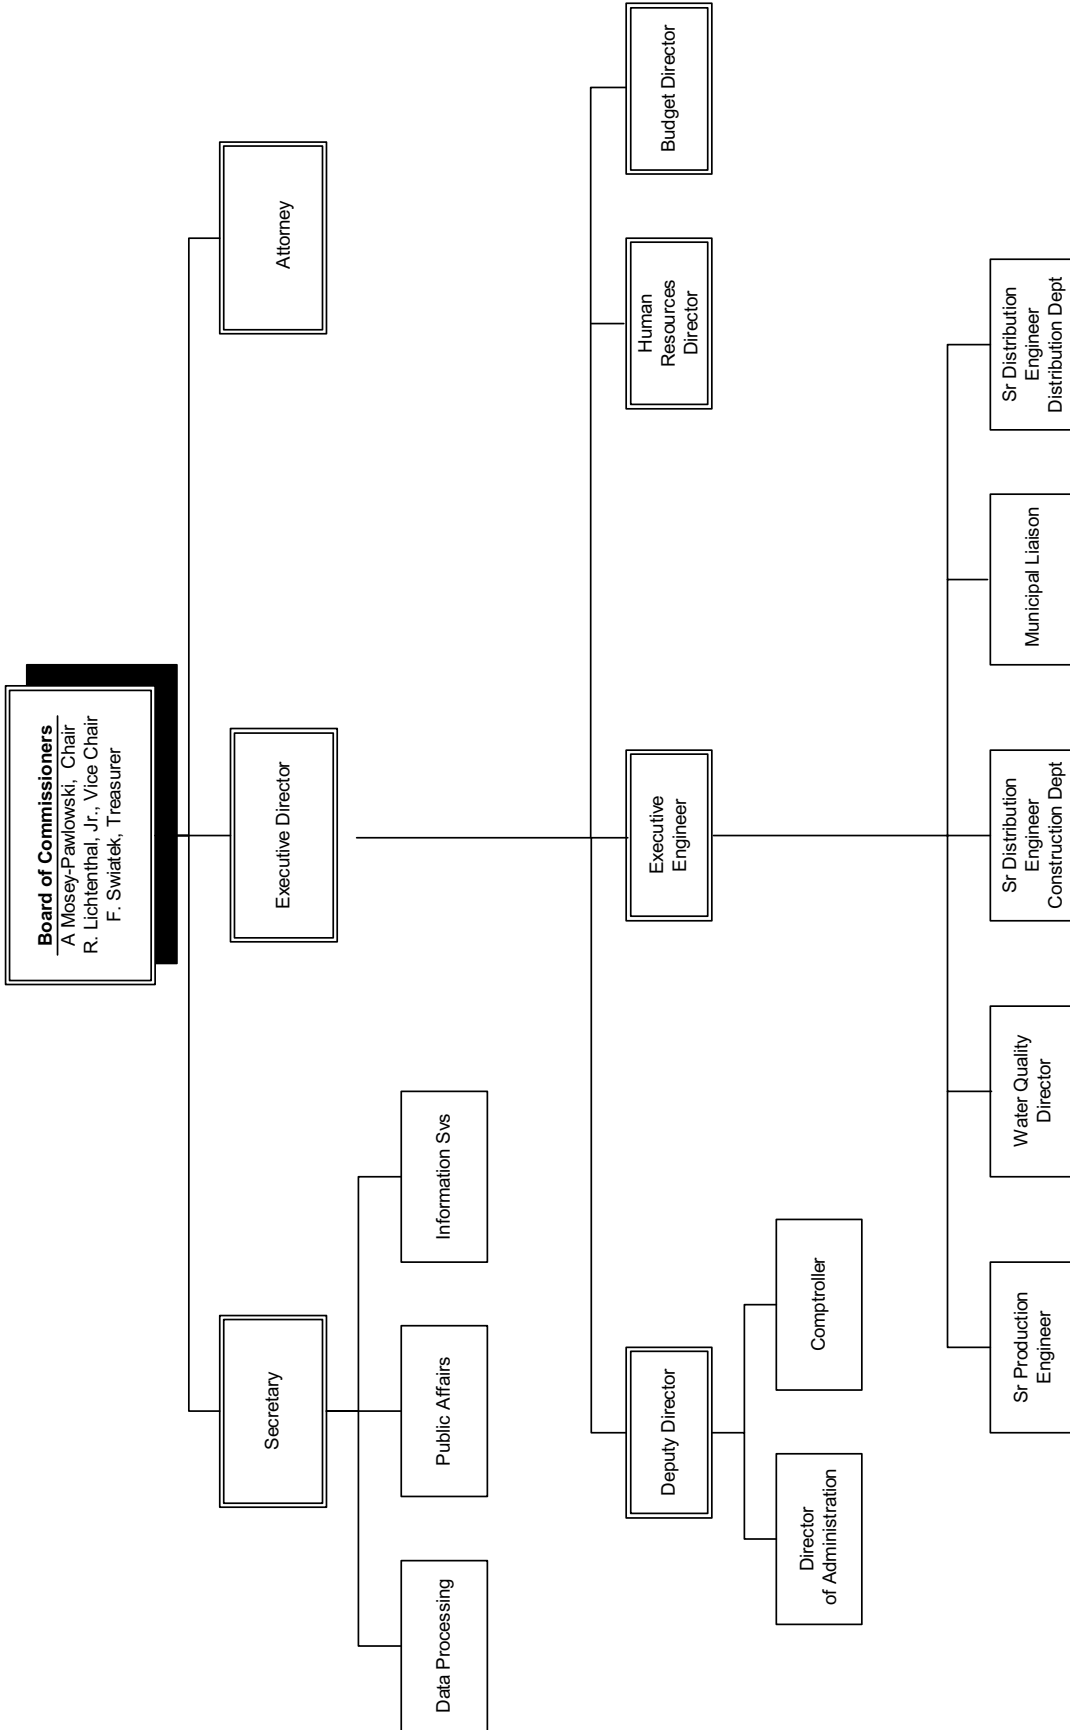 Board of Commissioners
A Mosey-Pawlowski, Chair
R. Lichtenthal, Jr., Vice Chair
F. Swiatek, Treasurer
Secretary
Executive Director
Attorney
Data Processing
Public Affairs
Information Svs
Deputy Director
Executive
Engineer
Human
Resources
Director
Budget Director
Director
of Administration
Comptroller
Sr Production
Engineer
Water Quality
Director
Sr Distribution
Engineer
Construction Dept
Municipal Liaison
Sr Distribution
Engineer
Distribution Dept